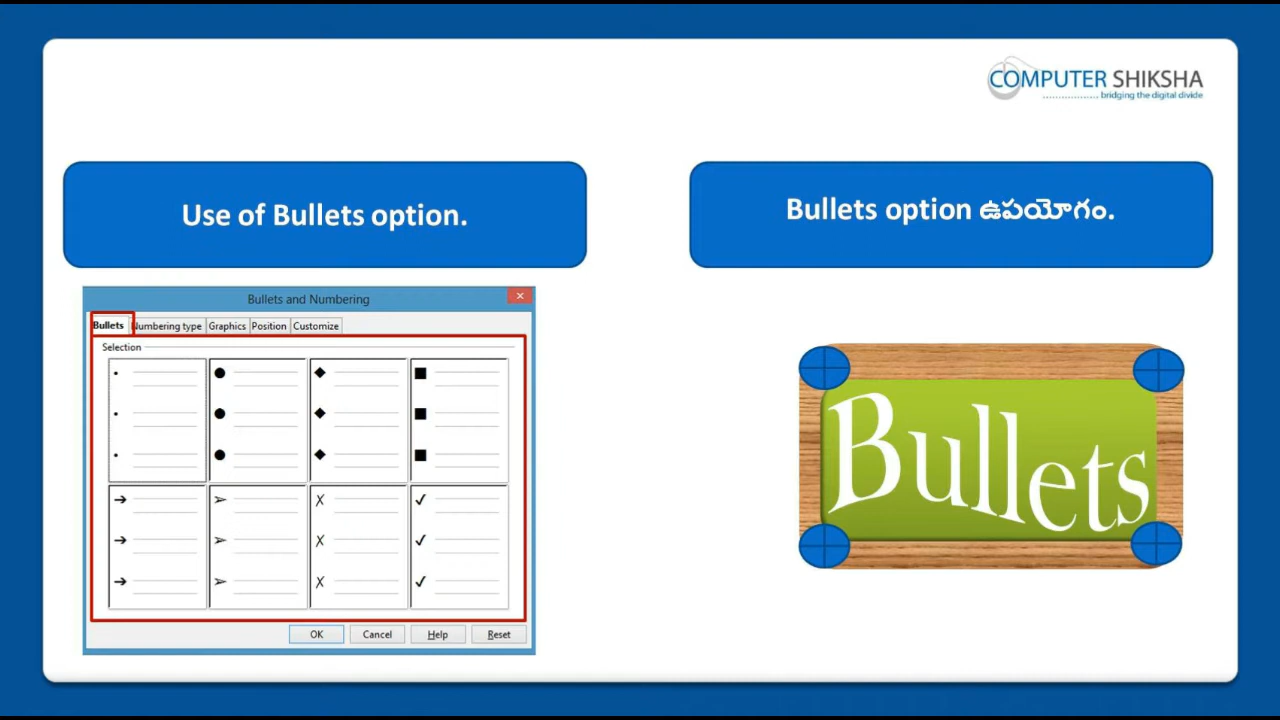 COMPUTER SHIKSHA
bridging the digital divide
Use of Bullets option.
Bullets option ఉపయోగం.
Bullets and Numbering
Bullets Numbering type Graphics Position Customize
Selection
OK Cancel Help Reset
Bullets